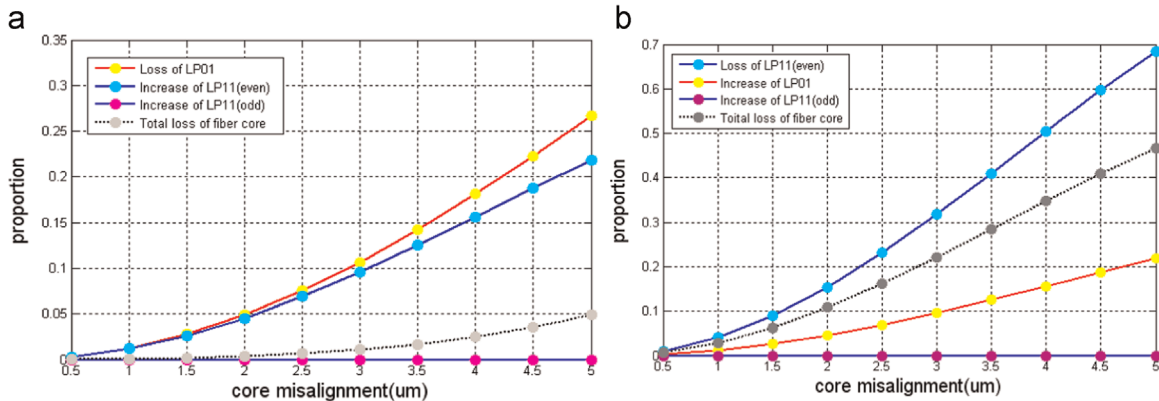 a
0.35
0.3
0.25
0.2
0.15
0.1
0.05
0
proportion
Loss of LP01
Increase of LP11(even)
Increase of LP11(odd)
Total loss of fiber core
0.5 1 1.5 2 2.5 3 3.5 4 4.5 5
core misalignment(um)
b
0.7
0.6
0.5
0.4
0.3
0.2
0.1
0
proportion
Loss of LP11(even)
Increase of LP01
Increase of LP11(odd)
Toital loss of fiber core
0.5 1 1.5 2 2.5 3 3.5 4 4.5 5
core misalignment(um)